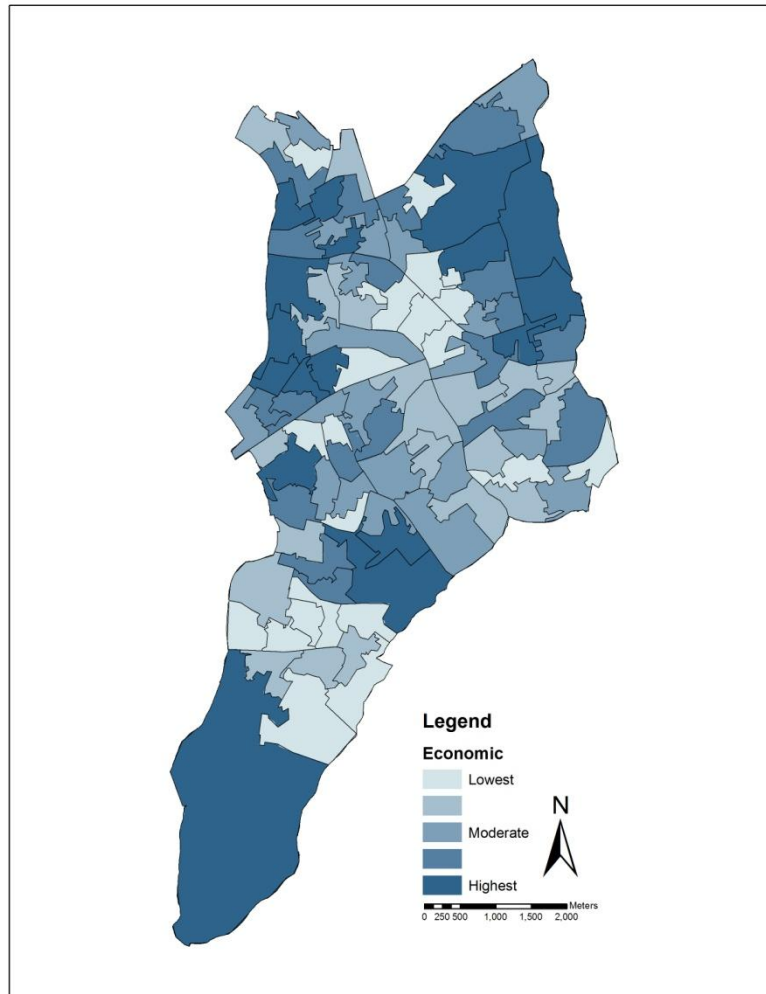 Legend
Economic
Lowest
Moderate
Highest
N
Meters
0 250 500 1,000 1,500 2,000